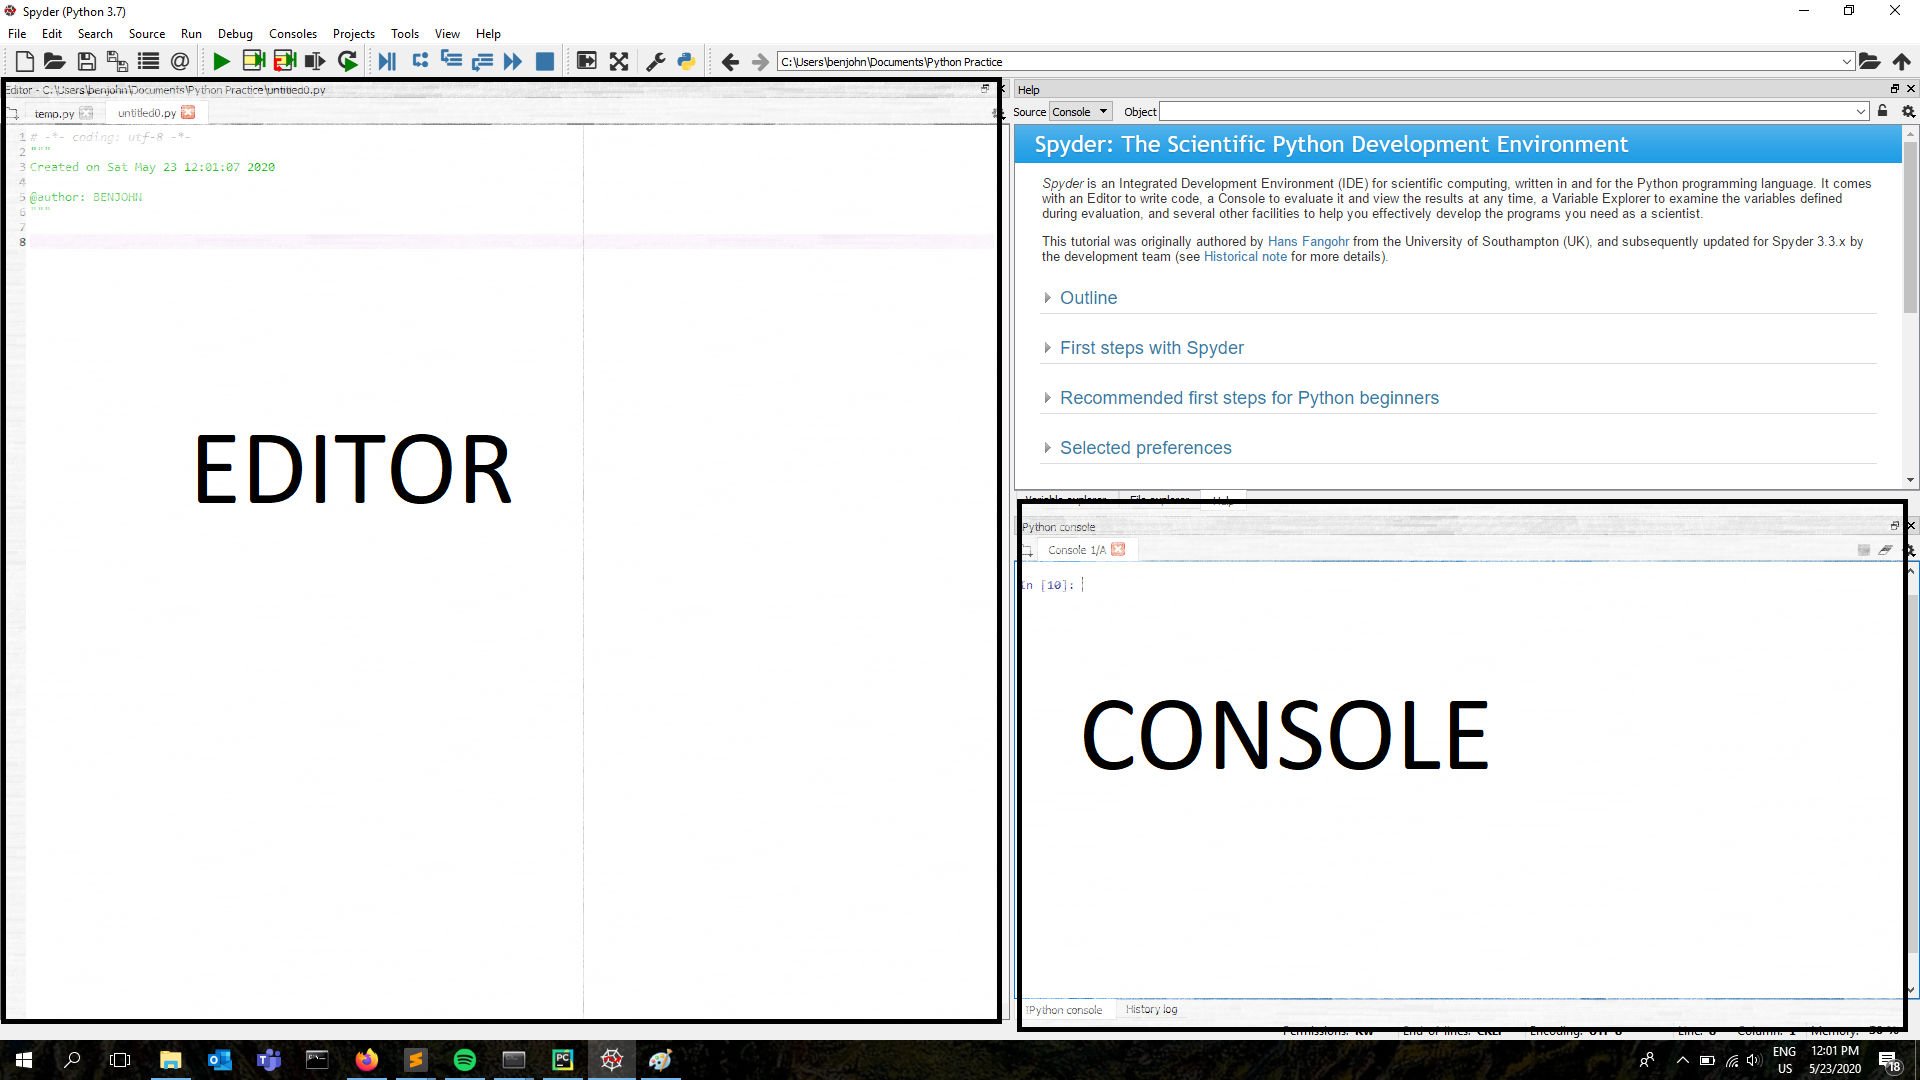 Spyder (Python 3.7)
File Edit Search Source Run Debug Consoles Projects Tools View Help
C:\Users\benjohn\Documents\Python Practice
Editor - C:\Users\benjohn\Documents\Python Practice\untitled0.py
temp.py untitled0.py
1 # -*- coding: utf-8 -*-
2 """
3 Created on Sat May 23 12:01:07 2020
4
5 @author: BENJOHN
6 """
7
8
EDITOR
Help
Source Console Object
Spyder: The Scientific Python Development Environment
Spyder is an Integrated Development Environment (IDE) for scientific computing, written in and for the Python programming language. It comes
with an Editor to write code, a Console to evaluate it and view the results at any time, a Variable Explorer to examine the variables defined
during evaluation, and several other facilities to help you effectively develop the programs you need as a scientist.
This tutorial was originally authored by Hans Fangohr from the University of Southampton (UK), and subsequently updated for Spyder 3.3.x by
the development team (see Historical note for more details).
Outline
First steps with Spyder
Recommended first steps for Python beginners
Selected preferences
Variable explorer File explorer Help
Python console
Console 1/A
In [10]:
CONSOLE
IPython console History log
Permissions: RW End-of-lines: CRLF Encoding: UTF-8 Line: 8 Column: 1 Memory:
ENG
US
12:01 PM
5/23/2020
18